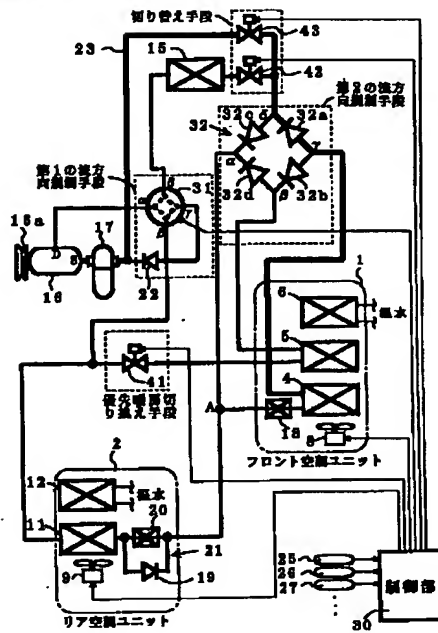 切り替え手段
23
43
15
42
第2の流方
向規制手段
32c
δ
32a
32
α
γ
32d
β
32b
第1の流方
向規制手段
31
16a
17
D
S
22
16
1
6
温水
5
41
優先暖房切
り換え手段
4
A
18
8
フロント空調ユニット
2
12
温水
20
11
21
9
19
リア空調ユニット
25
26
27
制御部
30